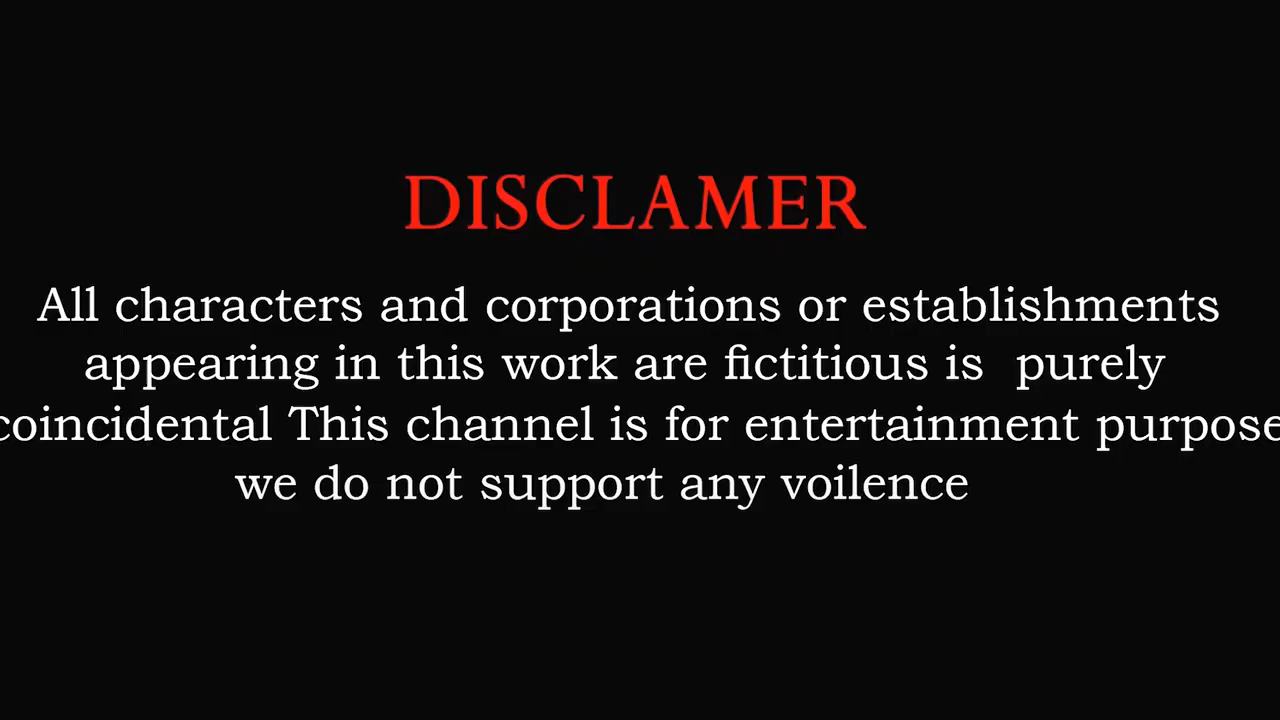 DISCLAMER
All characters and corporations or establishments
appearing in this work are fictitious is  purely
coincidental This channel is for entertainment purpose
we do not support any voilence